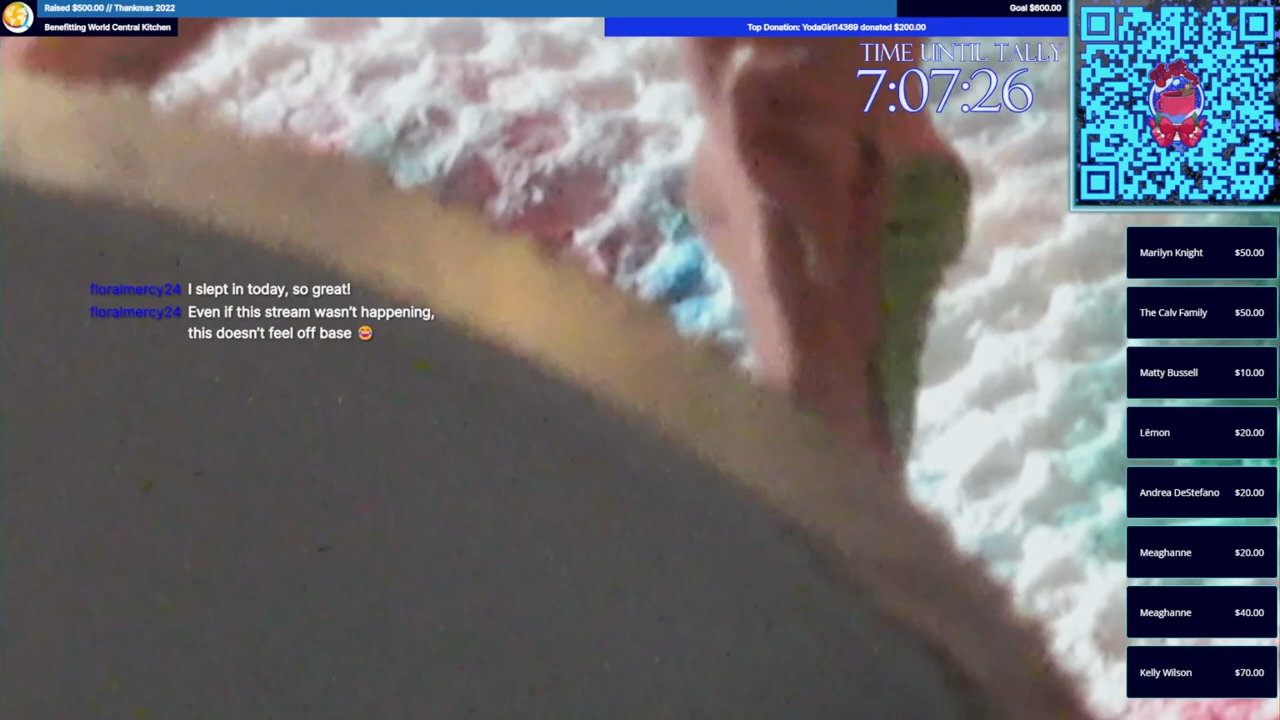 Raised $500.00 // Thankmas 2022
Goal $600.00
Benefitting World Central Kitchen
Top Donation: YodaGirl14369 donated $200.00
TIME UNTIL TALLY
7:07:26
floralmercy24 I slept in today, so great!
floralmercy24 Even if this stream wasn't happening,
this doesn't feel off base 😂
Marilyn Knight $50.00
The Calv Family $50.00
Matty Bussell $10.00
Lēmon $20.00
Andrea DeStefano $20.00
Meaghanne $20.00
Meaghanne $40.00
Kelly Wilson $70.00